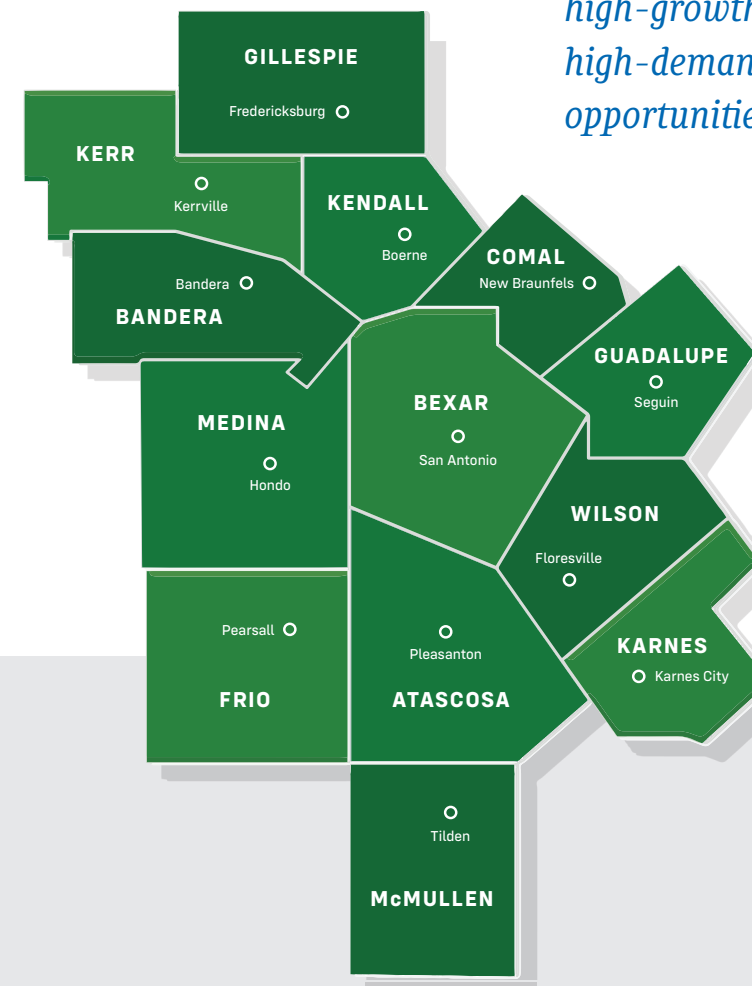 high-growth
high-deman
opportunitie
GILLESPIE
Fredericksburg
KERR
Kerrville
KENDALL
Boerne
COMAL
New Braunfels
Bandera
BANDERA
GUADALUPE
Seguin
BEXAR
San Antonio
MEDINA
Hondo
WILSON
Floresville
Pearsall
FRIO
Pleasanton
ATASCOSA
KARNES
Karnes City
Tilden
McMULLEN